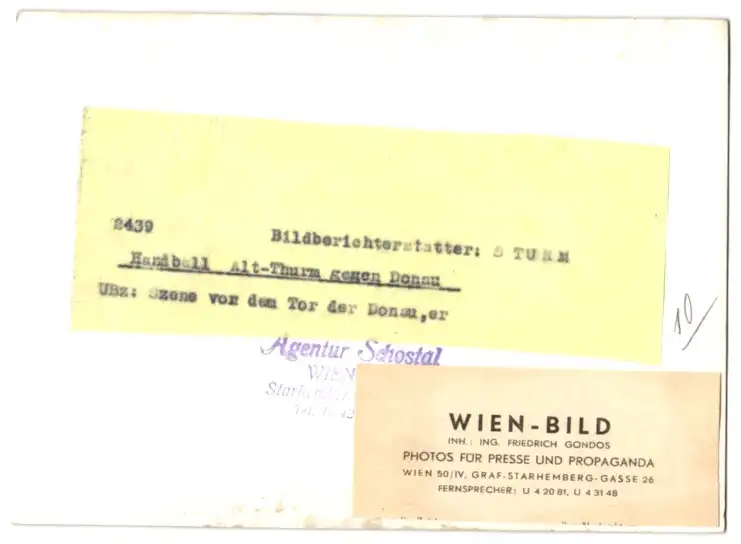 2439 Bildberichterstatter: S TURM
Handball Alt-Thurm gegen Donau
UBz: Szene vor dem Tor der Donau,er
10
Agentur Schostal
WIEN
WIEN-BILD
INH.: ING. FRIEDRICH GONDOS
PHOTOS FÜR PRESSE UND PROPAGANDA
WIEN 50/IV, GRAF-STARHEMBERG-GASSE 26
FERNSPRECHER: U 4 20 81, U 4 31 48